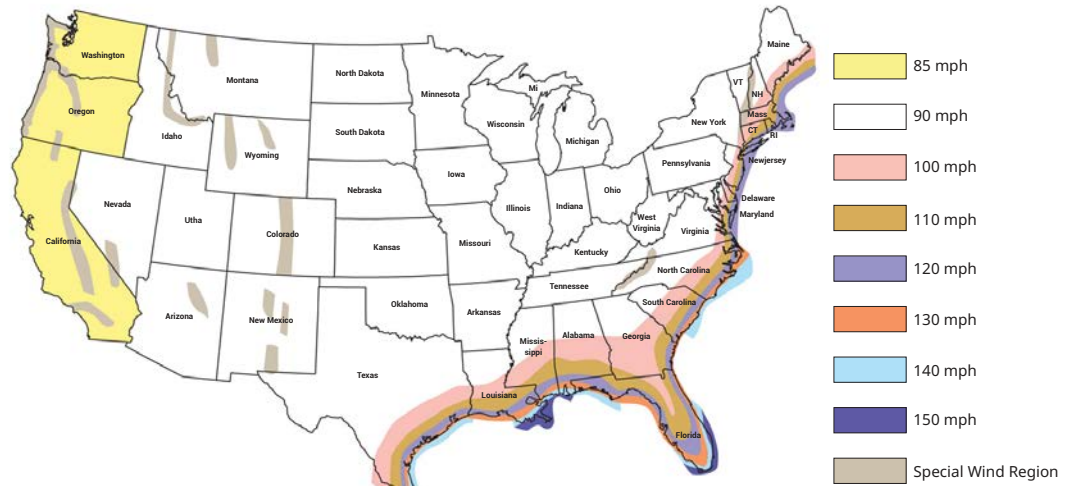 Washington
Oregon
California
Nevada
Idaho
Montana
Wyoming
Utha
Colorado
Arizona
New Mexico
North Dakota
South Dakota
Nebraska
Kansas
Oklahoma
Texas
Minnesota
Iowa
Missouri
Arkansas
Louisiana
Wisconsin
Illinois
Mi
Michigan
Indiana
Ohio
Kentucky
Tennessee
Missis-
sippi
Alabama
Georgia
Florida
South Carolina
North Carolina
Virginia
West
Virginia
Pennsylvania
New York
VT
NH
Maine
Mass
CT
RI
Newjersey
Delaware
Maryland
85 mph
90 mph
100 mph
110 mph
120 mph
130 mph
140 mph
150 mph
Special Wind Region